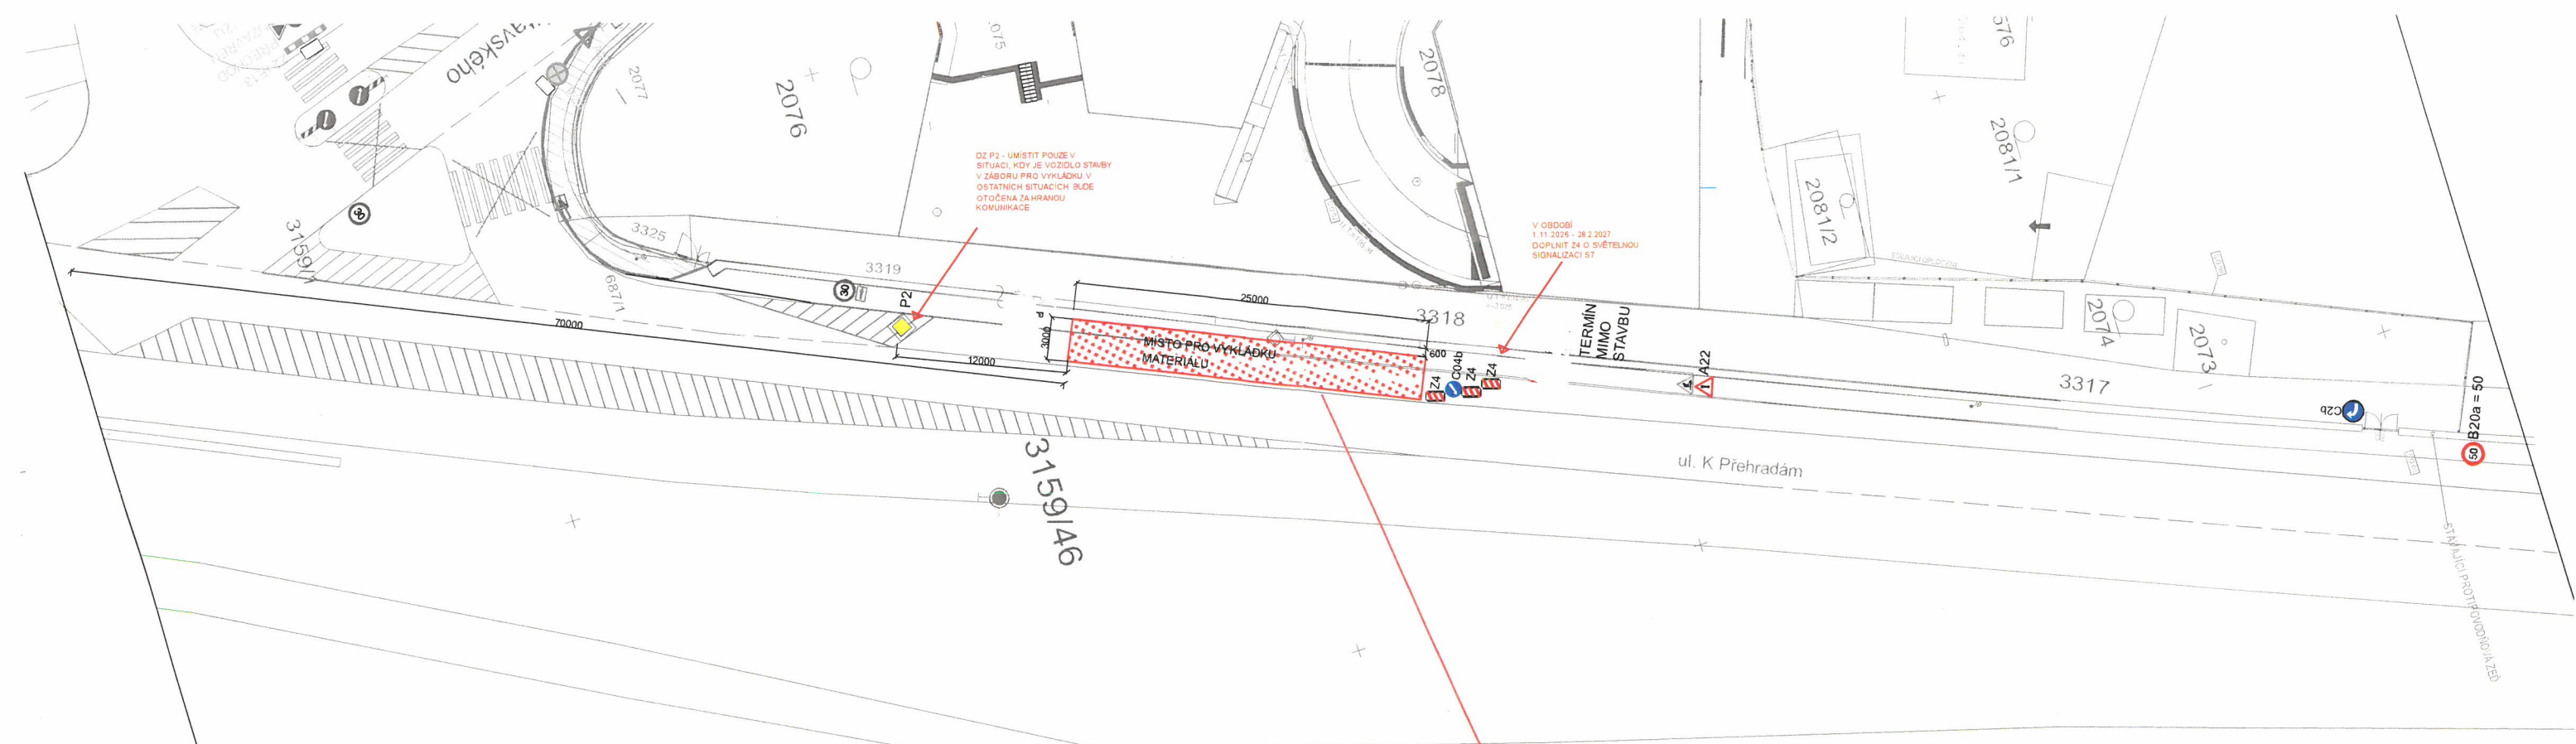 avského
2077
2076
.075
2078
576
2081/1
2081/2
DZ P2 - UMÍSTIT POUZE V
SITUACI, KDY JE VOZIDLO STAVBY
V ZÁBORU PRO VYKLÁDKU. V
OSTATNÍCH SITUACÍCH BUDE
OTOČENA ZA HRANOU
KOMUNIKACE
V OBDOBÍ
1.11.2026 - 28.2.2027
DOPLNIT Z4 O SVĚTELNOU
SIGNALIZACI S7
3159/
3325
3319
687/1
30
P2
70000
12000
3000
25000
MÍSTO PRO VYKLÁDKU
MATERIÁLU
600
3318
Z4
C04b
Z4
Z4
TERMÍN
MIMO
STAVBU
A22
2074
2073
3317
C2b
50
B20a = 50
ul. K Přehradám
3159/46
STÁVAJÍCÍ PROTIPOVODŇOVÁ ZEĎ